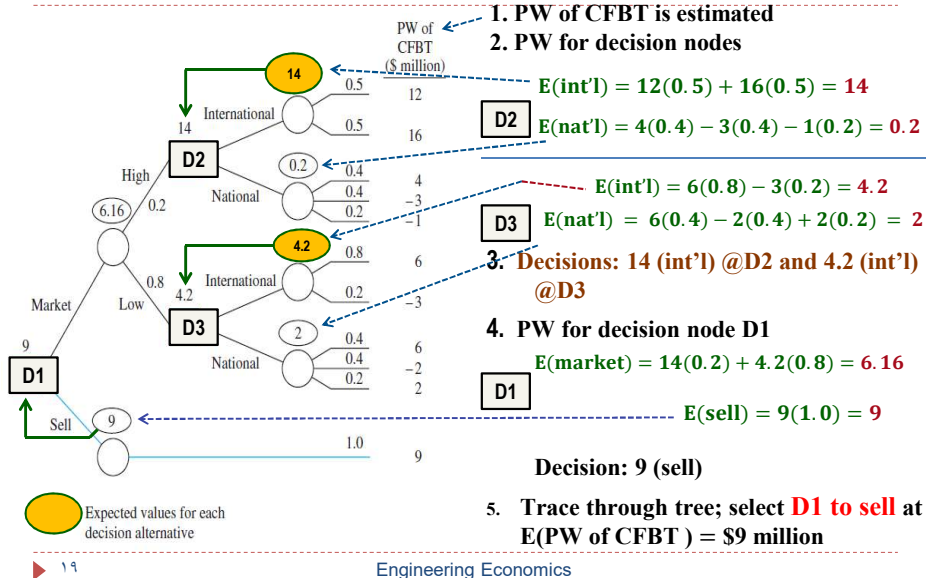 PW of
CFBT
($ million)
14
0.5
12
International
0.5
16
14
D2
0.2
High
0.2
National
0.4
4
0.4
−3
0.2
−1
6.16
4.2
0.8
6
International
0.8
4.2
0.2
−3
Market
Low
D3
2
National
0.4
6
0.4
−2
0.2
2
9
D1
Sell
9
1.0
9
Expected values for each
decision alternative
1. PW of CFBT is estimated
2. PW for decision nodes
E(int'l) = 12(0.5) + 16(0.5) = 14
D2
E(nat'l) = 4(0.4) − 3(0.4) − 1(0.2) = 0.2
E(int'l) = 6(0.8) − 3(0.2) = 4.2
D3
E(nat'l) = 6(0.4) − 2(0.4) + 2(0.2) = 2
3. Decisions: 14 (int'l) @D2 and 4.2 (int'l)
@D3
4. PW for decision node D1
E(market) = 14(0.2) + 4.2(0.8) = 6.16
D1
E(sell) = 9(1.0) = 9
Decision: 9 (sell)
5. Trace through tree; select D1 to sell at
E(PW of CFBT ) = $9 million
١٩
Engineering Economics